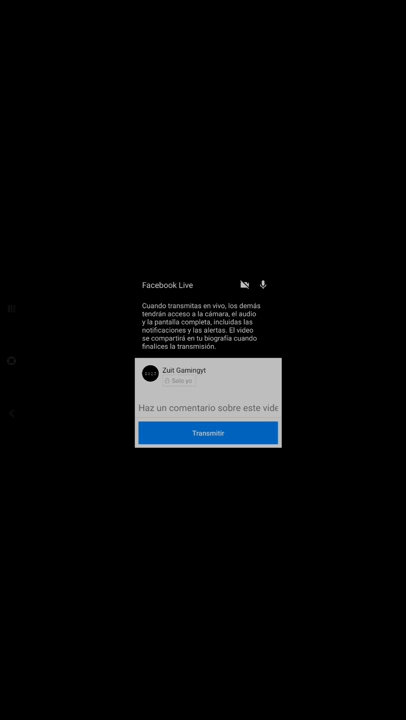 Facebook Live
Cuando transmitas en vivo, los demás
tendrán acceso a la cámara, el audio
y la pantalla completa, incluidas las
notificaciones y las alertas. El video
se compartirá en tu biografía cuando
finalices la transmisión.
Zuit Gamingyt
Solo yo
Haz un comentario sobre este vide
Transmitir